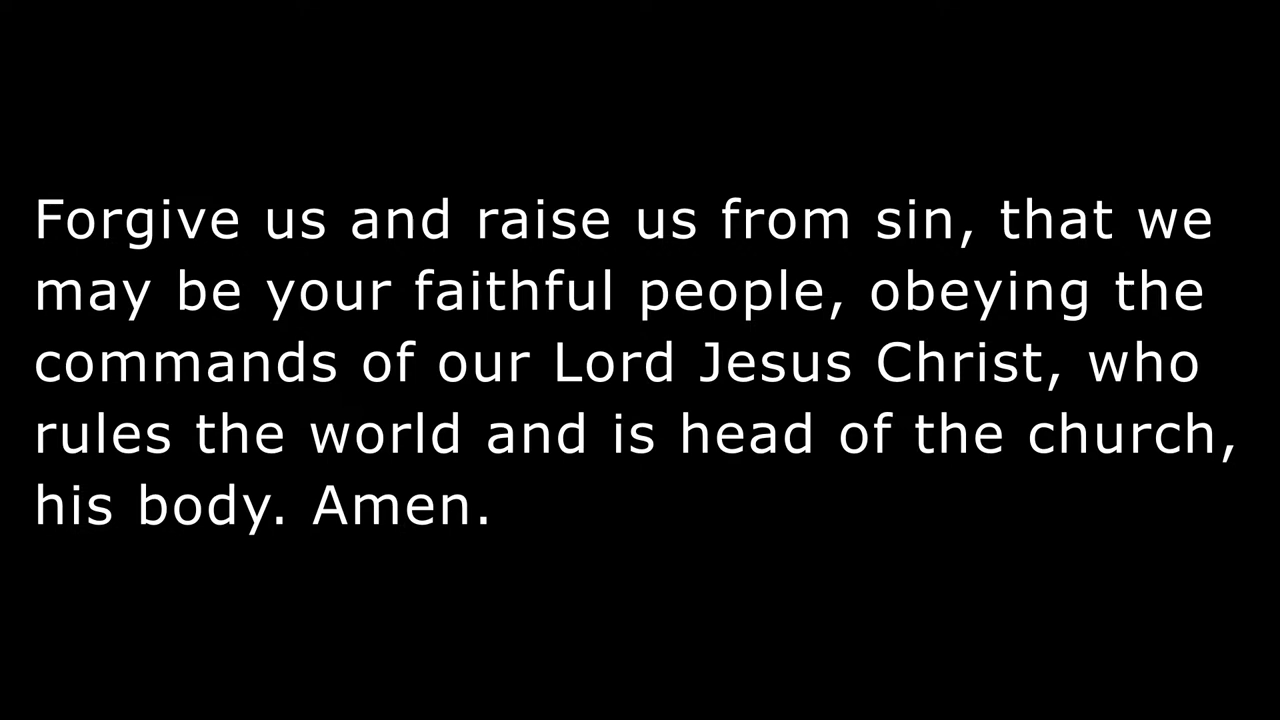 Forgive us and raise us from sin, that we
may be your faithful people, obeying the
commands of our Lord Jesus Christ, who
rules the world and is head of the church,
his body. Amen.